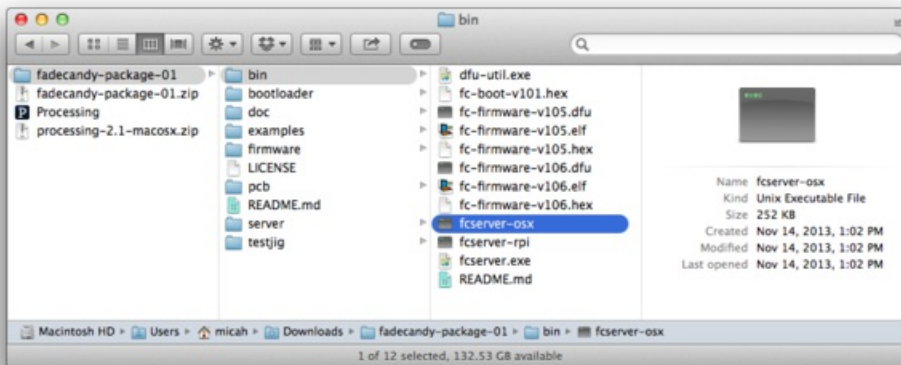 bin
fadecandy-package-01
fadecandy-package-01.zip
Processing
processing-2.1-macosx.zip
bin
bootloader
doc
examples
firmware
LICENSE
pcb
README.md
server
testjig
dfu-util.exe
fc-boot-v101.hex
fc-firmware-v105.dfu
fc-firmware-v105.elf
fc-firmware-v105.hex
fc-firmware-v106.dfu
fc-firmware-v106.elf
fc-firmware-v106.hex
fcserver-osx
fcserver-rpi
fcserver.exe
README.md
exec
Name fcserver-osx
Kind Unix Executable File
Size 252 KB
Created Nov 14, 2013, 1:02 PM
Modified Nov 14, 2013, 1:02 PM
Last opened Nov 14, 2013, 1:02 PM
Macintosh HD ▸ Users ▸ micah ▸ Downloads ▸ fadecandy-package-01 ▸ bin ▸ fcserver-osx
1 of 12 selected, 132.53 GB available